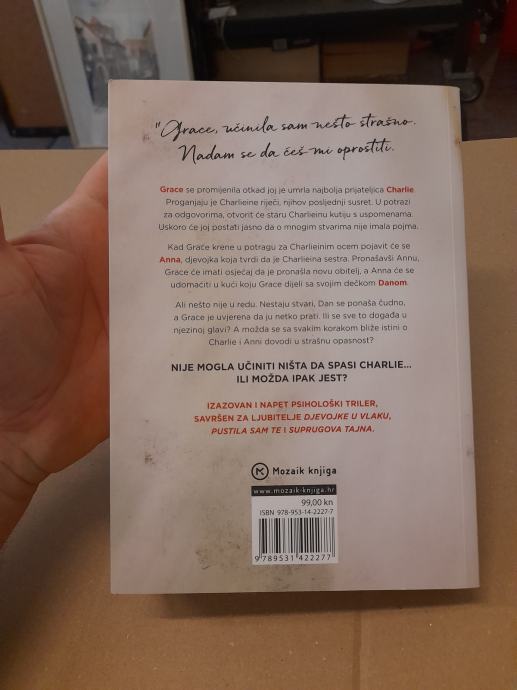 "Grace, učinila sam nešto strašno.
Nadam se da ćeš mi oprostiti.
Grace se promijenila otkad joj je umrla najbolja prijateljica Charlie.
Proganjaju je Charlieine riječi, njihov posljednji susret. U potrazi
za odgovorima, otvorit će staru Charlieinu kutiju s uspomenama.
Uskoro će joj postati jasno da o mnogim stvarima nije imala pojma.
Kad Grace krene u potragu za Charlieinim ocem pojavit će se
Anna, djevojka koja tvrdi da je Charlieina sestra. Pronašavši Annu,
Grace će imati osjećaj da je pronašla novu obitelj, a Anna će se
udomaćiti u kući koju Grace dijeli sa svojim dečkom Danom.
Ali nešto nije u redu. Nestaju stvari, Dan se ponaša čudno,
a Grace je uvjerena da ju netko prati. Ili se sve to događa u
njezinoj glavi? A možda se sa svakim korakom bliže istini o
Charlie i Anni dovodi u strašnu opasnost?
NIJE MOGLA UČINITI NIŠTA DA SPASI CHARLIE...
ILI MOŽDA IPAK JEST?
IZAZOVAN I NAPET PSIHOLOŠKI TRILER,
SAVRŠEN ZA LJUBITELJE DJEVOJKE U VLAKU,
PUSTILA SAM TE I SUPRUGOVA TAJNA.
Mozaik knjiga
www.mozaik-knjiga.hr
99,00 kn
ISBN 978-953-14-2227-7
9789531422277